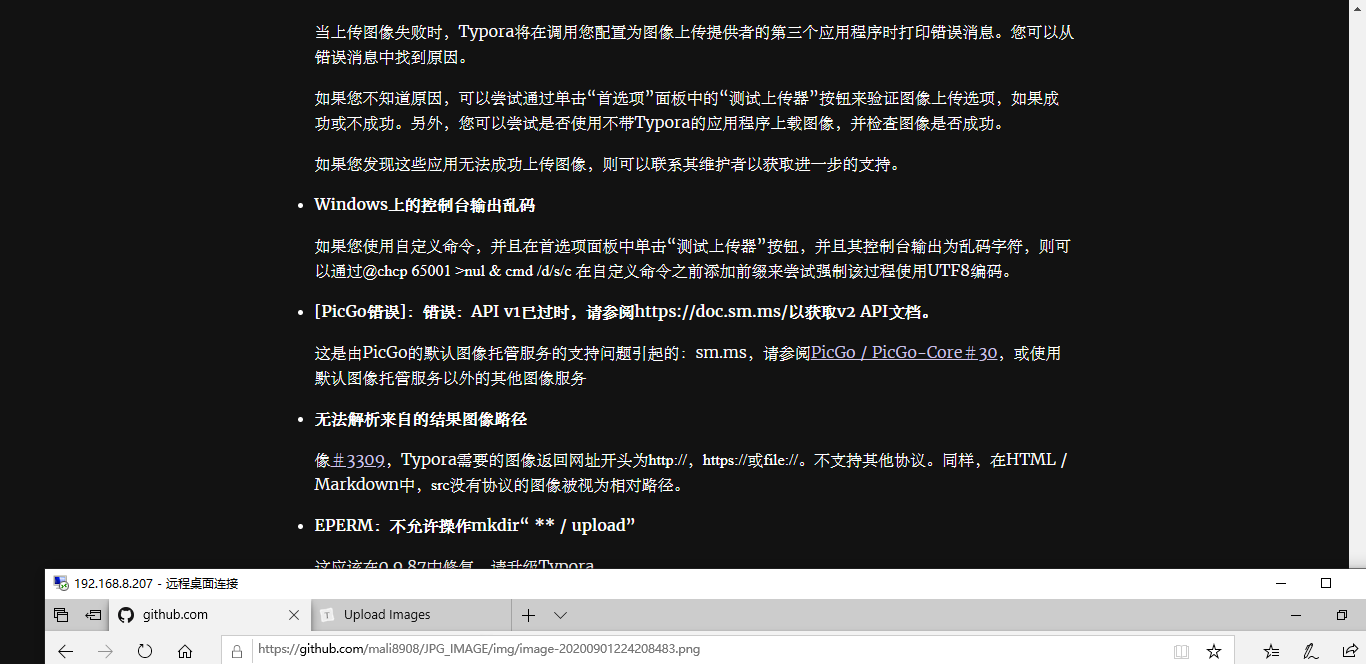 当上传图像失败时，Typora将在调用您配置为图像上传提供者的第三个应用程序时打印错误消息。您可以从
错误消息中找到原因。
如果您不知道原因，可以尝试通过单击“首选项”面板中的“测试上传器”按钮来验证图像上传选项，如果成
功或不成功。另外，您可以尝试是否使用不带Typora的应用程序上载图像，并检查图像是否成功。
如果您发现这些应用无法成功上传图像，则可以联系其维护者以获取进一步的支持。
• Windows上的控制台输出乱码
如果您使用自定义命令，并且在首选项面板中单击“测试上传器”按钮，并且其控制台输出为乱码字符，则可
以通过@chcp 65001 >nul & cmd /d/s/c 在自定义命令之前添加前缀来尝试强制该过程使用UTF8编码。
• [PicGo错误]：错误：API v1已过时，请参阅https://doc.sm.ms/以获取v2 API文档。
这是由PicGo的默认图像托管服务的支持问题引起的：sm.ms，请参阅PicGo / PicGo-Core＃30，或使用
默认图像托管服务以外的其他图像服务
• 无法解析来自的结果图像路径
像＃3309，Typora需要的图像返回网址开头为http://，https://或file://。不支持其他协议。同样，在HTML /
Markdown中，src没有协议的图像被视为相对路径。
• EPERM：不允许操作mkdir“ ** / upload”
这应该在0.9.87中修复，请升级Typora
192.168.8.207 - 远程桌面连接
github.com
Upload Images
https://github.com/mali8908/JPG_IMAGE/img/image-20200901224208483.png